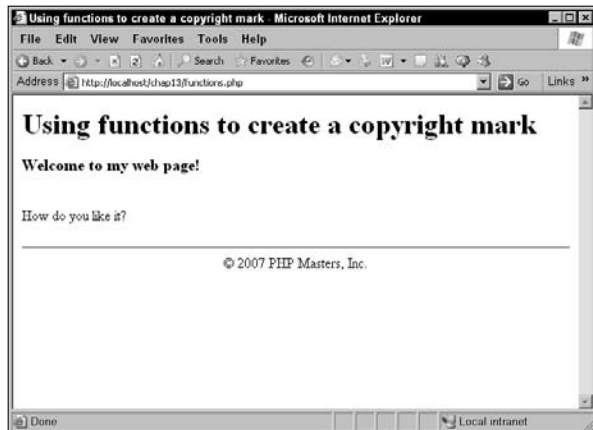 Using functions to create a copyright mark - Microsoft Internet Explorer
File Edit View Favorites Tools Help
Back Search Favorites
Address http://localhost/chap13/functions.php Go Links »
Using functions to create a copyright mark
Welcome to my web page!
How do you like it?
© 2007 PHP Masters, Inc.
Done Local intranet